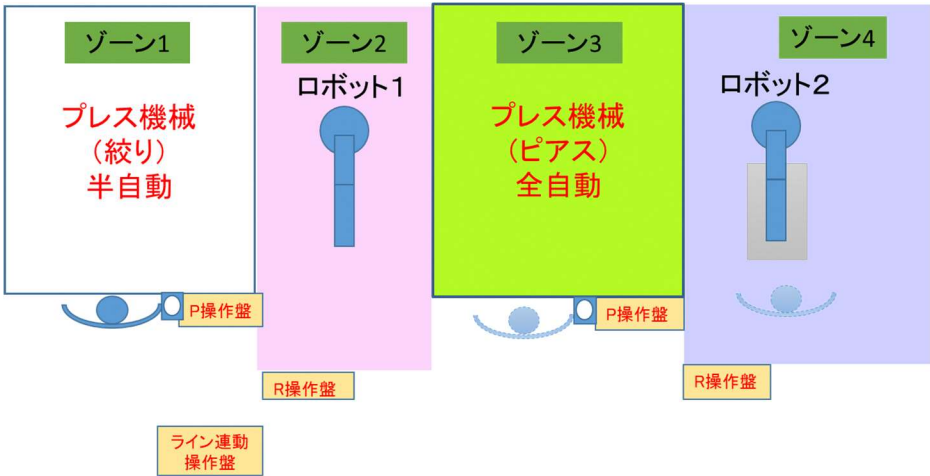 ゾーン1
ゾーン2
ゾーン3
ゾーン4
ロボット1
ロボット2
プレス機械
(絞り)
半自動
プレス機械
(ピアス)
全自動
P操作盤
P操作盤
R操作盤
R操作盤
ライン連動
操作盤